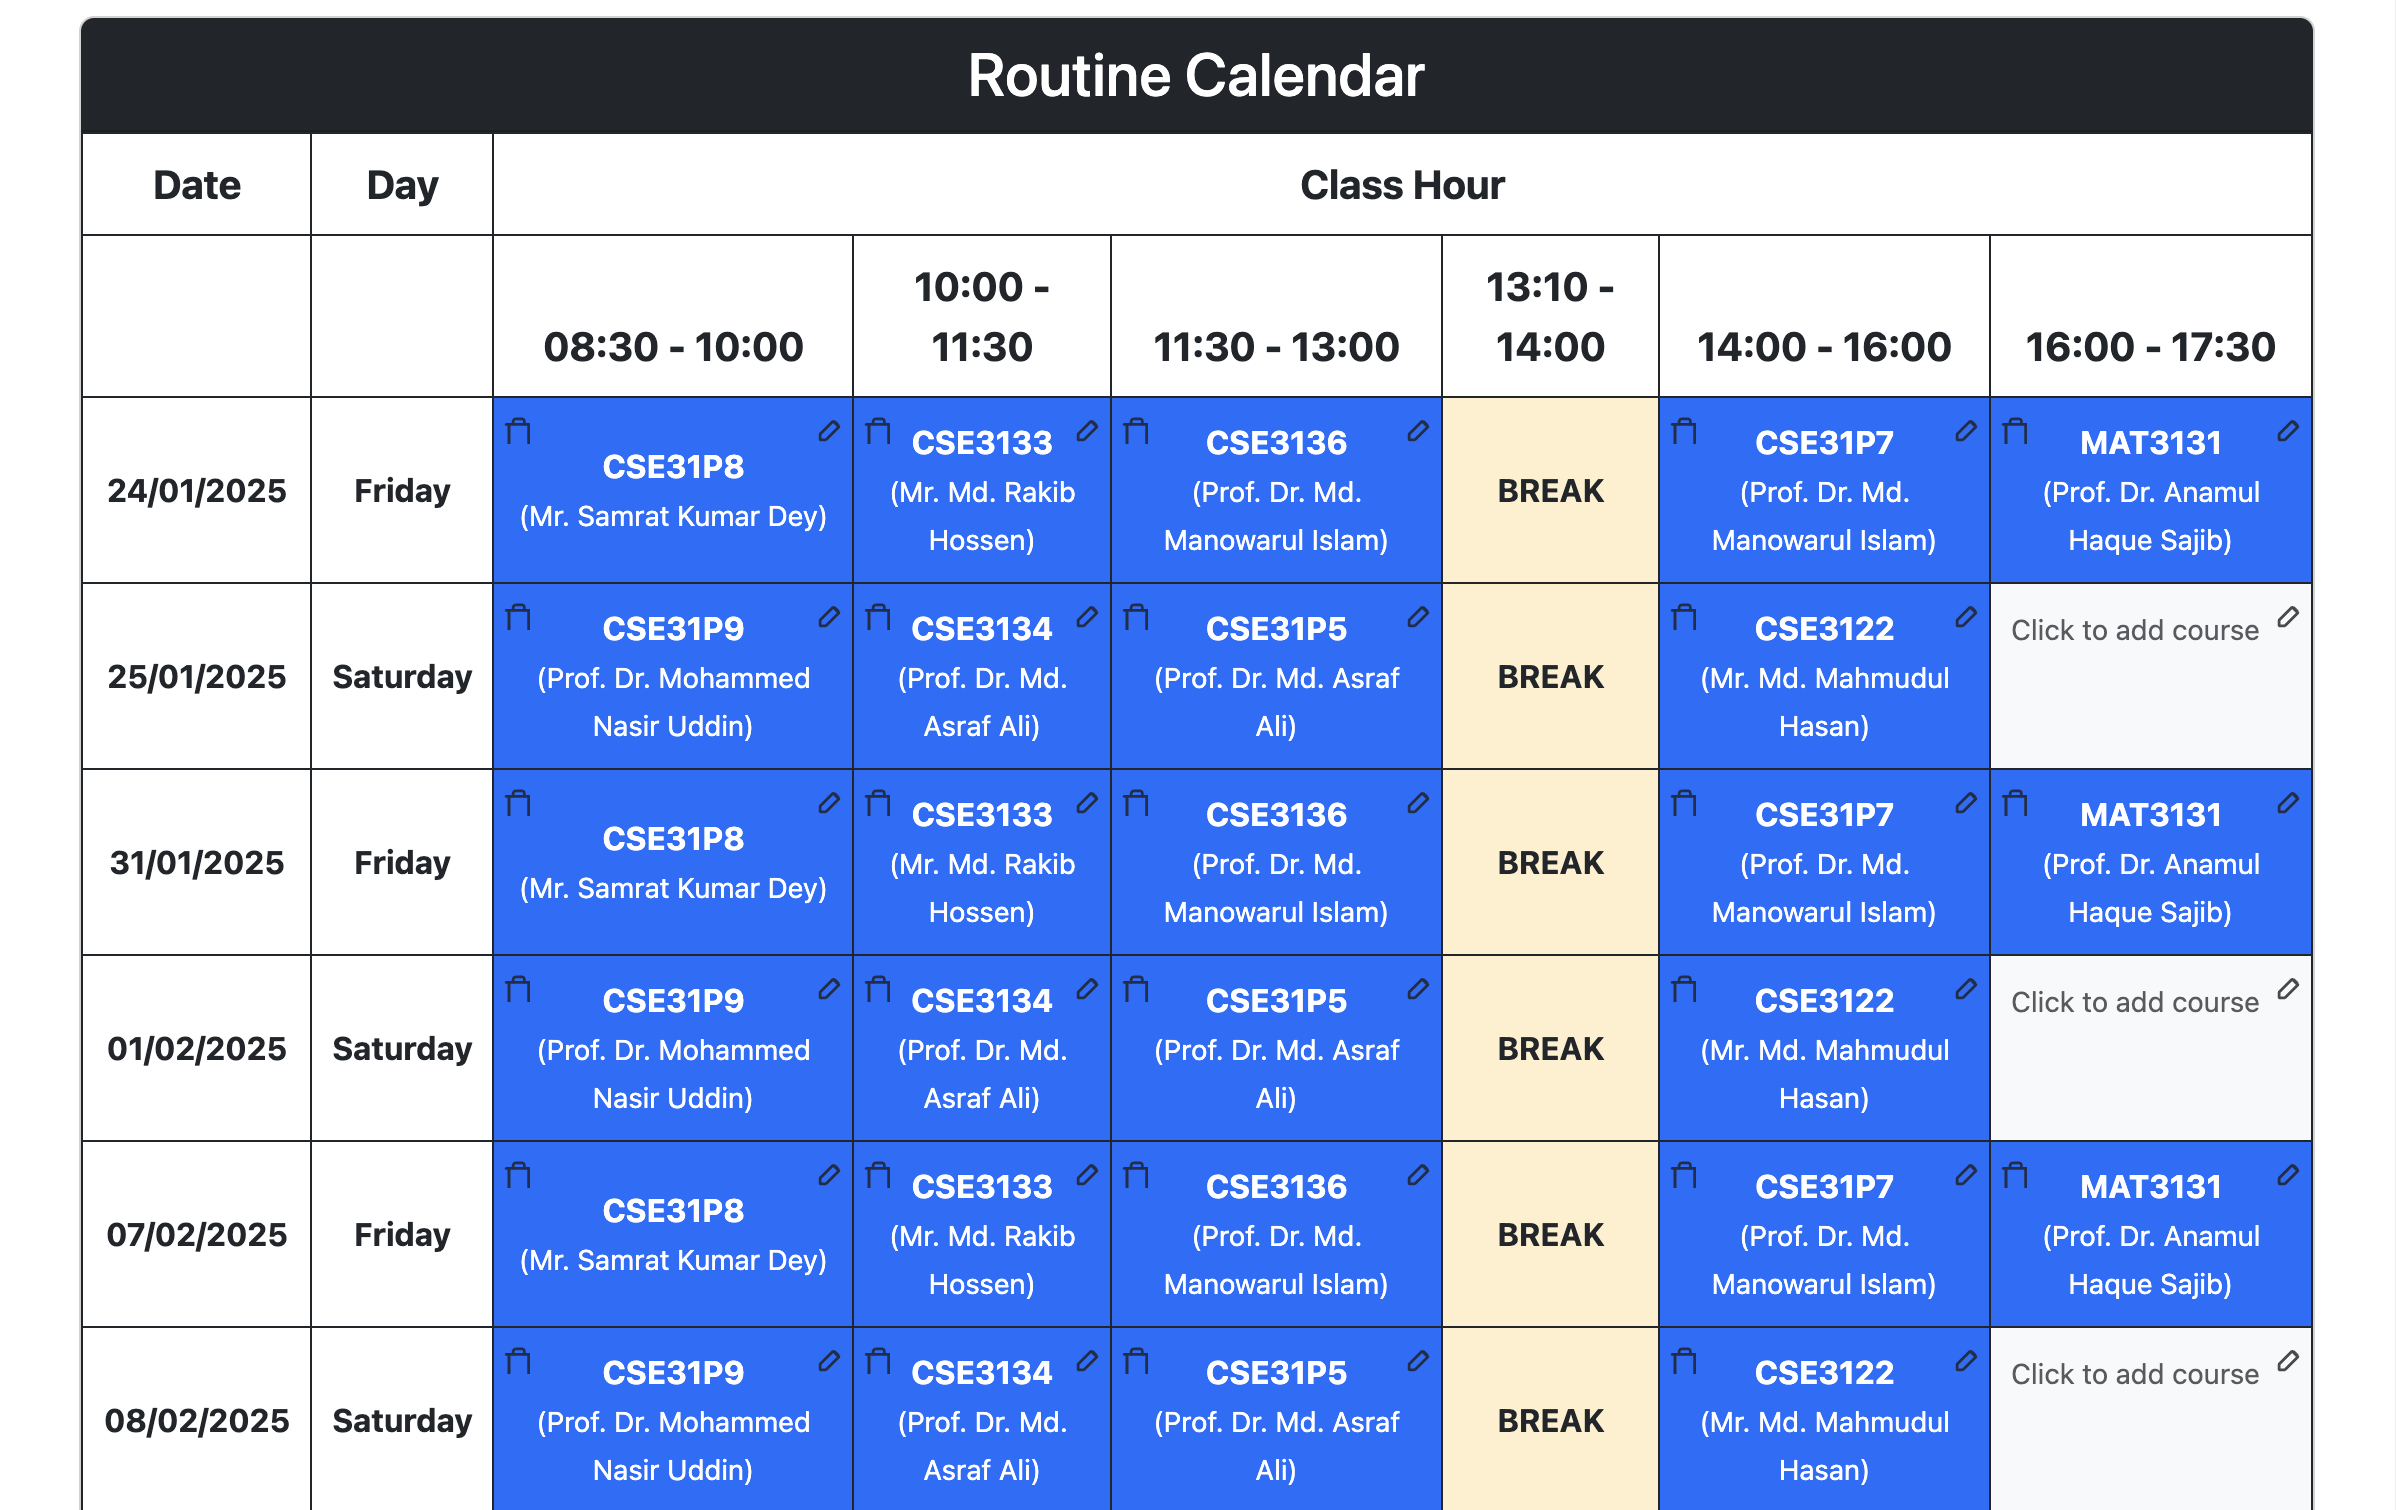 Routine Calendar
Date Day Class Hour
08:30 - 10:00 10:00 - 11:30 11:30 - 13:00 13:10 - 14:00 14:00 - 16:00 16:00 - 17:30
24/01/2025 Friday CSE31P8 (Mr. Samrat Kumar Dey) CSE3133 (Mr. Md. Rakib Hossen) CSE3136 (Prof. Dr. Md. Manowarul Islam) BREAK CSE31P7 (Prof. Dr. Md. Manowarul Islam) MAT3131 (Prof. Dr. Anamul Haque Sajib)
25/01/2025 Saturday CSE31P9 (Prof. Dr. Mohammed Nasir Uddin) CSE3134 (Prof. Dr. Md. Asraf Ali) CSE31P5 (Prof. Dr. Md. Asraf Ali) BREAK CSE3122 (Mr. Md. Mahmudul Hasan) Click to add course
31/01/2025 Friday CSE31P8 (Mr. Samrat Kumar Dey) CSE3133 (Mr. Md. Rakib Hossen) CSE3136 (Prof. Dr. Md. Manowarul Islam) BREAK CSE31P7 (Prof. Dr. Md. Manowarul Islam) MAT3131 (Prof. Dr. Anamul Haque Sajib)
01/02/2025 Saturday CSE31P9 (Prof. Dr. Mohammed Nasir Uddin) CSE3134 (Prof. Dr. Md. Asraf Ali) CSE31P5 (Prof. Dr. Md. Asraf Ali) BREAK CSE3122 (Mr. Md. Mahmudul Hasan) Click to add course
07/02/2025 Friday CSE31P8 (Mr. Samrat Kumar Dey) CSE3133 (Mr. Md. Rakib Hossen) CSE3136 (Prof. Dr. Md. Manowarul Islam) BREAK CSE31P7 (Prof. Dr. Md. Manowarul Islam) MAT3131 (Prof. Dr. Anamul Haque Sajib)
08/02/2025 Saturday CSE31P9 (Prof. Dr. Mohammed Nasir Uddin) CSE3134 (Prof. Dr. Md. Asraf Ali) CSE31P5 (Prof. Dr. Md. Asraf Ali) BREAK CSE3122 (Mr. Md. Mahmudul Hasan) Click to add course